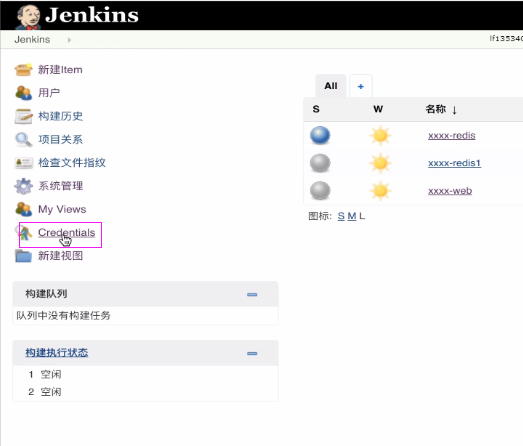 Jenkins
Jenkins
lf13534
新建Item
用户
构建历史
项目关系
检查文件指纹
系统管理
My Views
Credentials
新建视图
All +
S W 名称 ↓
xxxx-redis
xxxx-redis1
xxxx-web
图标: S M L
构建队列
队列中没有构建任务
构建执行状态
1 空闲
2 空闲